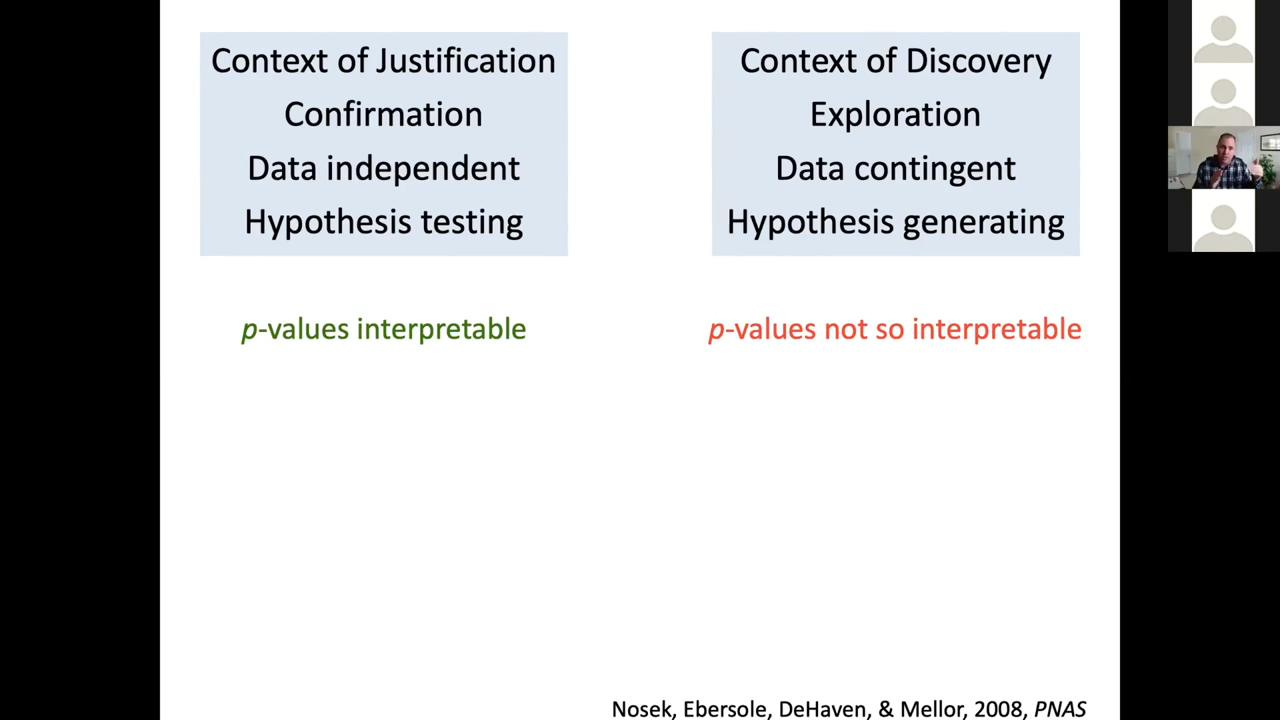 Context of Justification
Confirmation
Data independent
Hypothesis testing
Context of Discovery
Exploration
Data contingent
Hypothesis generating
p-values interpretable
p-values not so interpretable
Nosek, Ebersole, DeHaven, & Mellor, 2008, PNAS